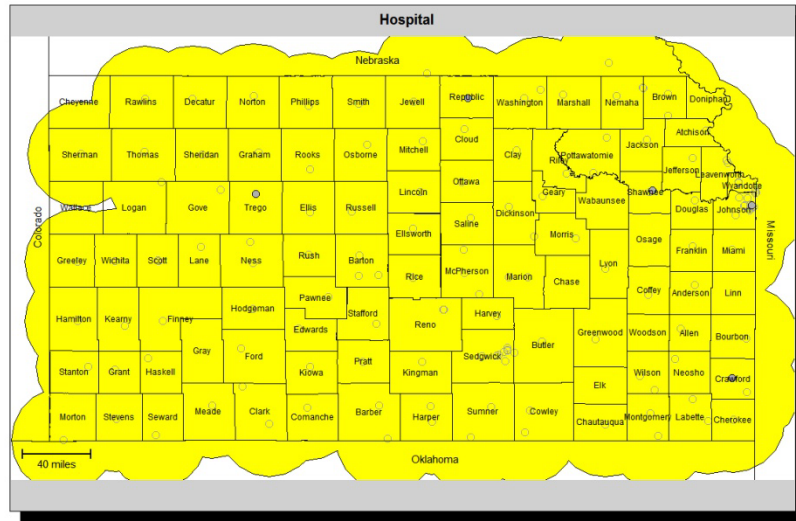 Hospital
Nebraska
Cheyenne Rawlins Decatur Norton Phillips Smith Jewell Republic Washington Marshall Nemaha Brown Doniphan
Atchison
Sherman Thomas Sheridan Graham Rooks Osborne Mitchell Cloud Clay Riley Pottawatomie Jackson Jefferson Leavenworth
Wyandotte
Wallace Logan Gove Trego Ellis Russell Lincoln Ottawa Dickinson Geary Wabaunsee Shawnee Douglas Johnson
Colorado
Missouri
Ellsworth Saline Morris Osage Franklin Miami
Greeley Wichita Scott Lane Ness Rush Barton Rice McPherson Marion Chase Lyon Coffey Anderson Linn
Hamilton Kearny Finney Hodgeman Pawnee Stafford Reno Harvey Butler Greenwood Woodson Allen Bourbon
Edwards
Gray Ford Pratt Sedgwick
Stanton Grant Haskell Kiowa Kingman Elk Wilson Neosho Crawford
Morton Stevens Seward Meade Clark Comanche Barber Harper Sumner Cowley Chautauqua Montgomery Labette Cherokee
40 miles
Oklahoma